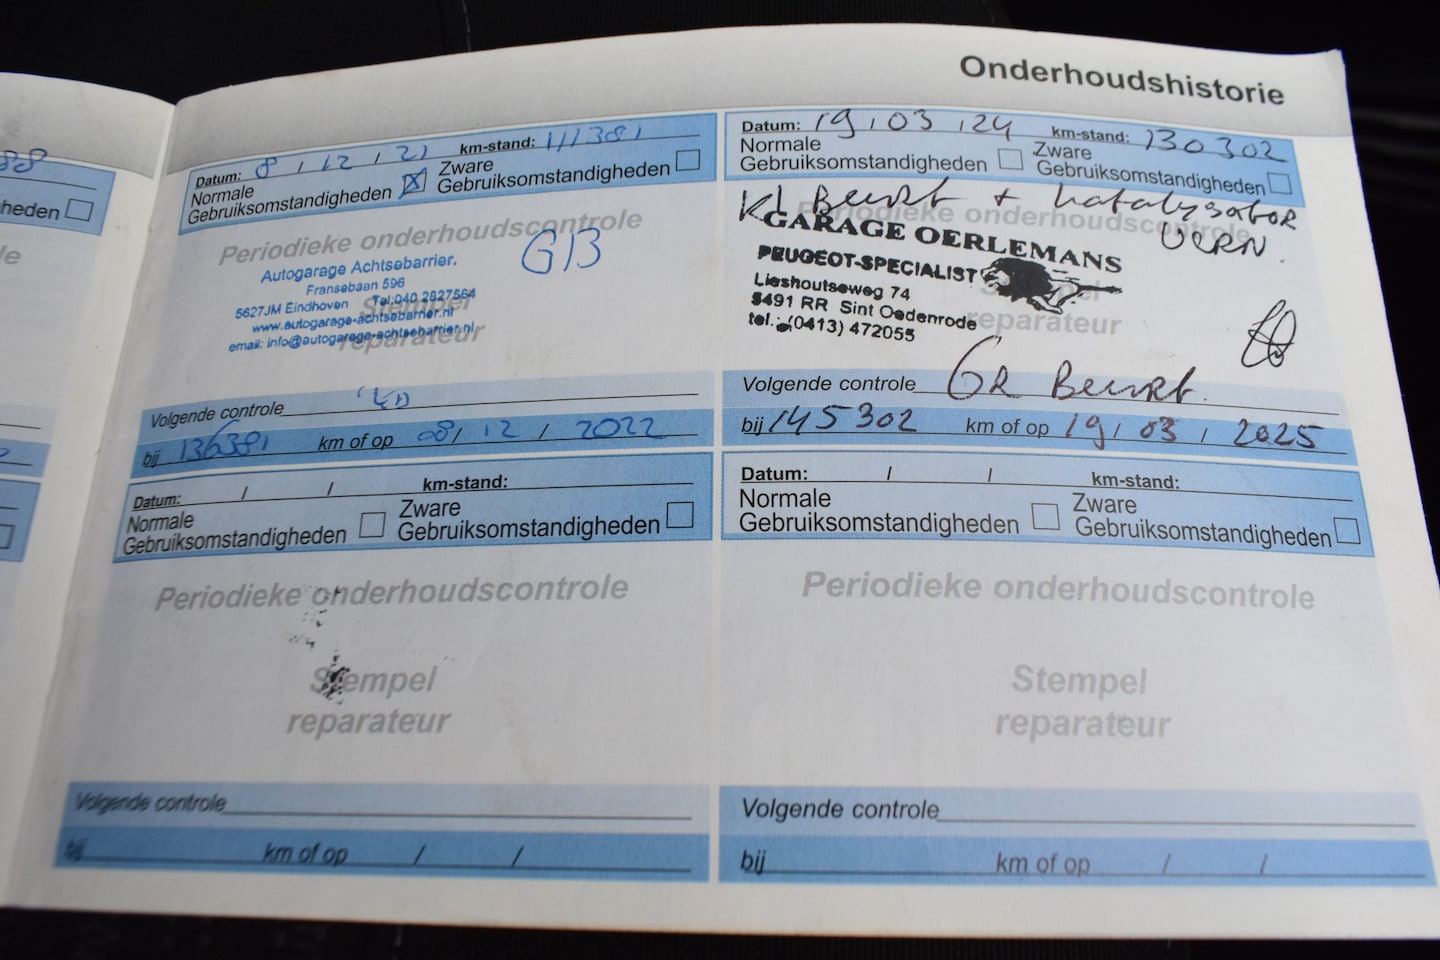 Onderhoudshistorie
88
heden
Datum: 8 / 12 / 21 km-stand: 111381
Normale
Gebruiksomstandigheden
Zware
Gebruiksomstandigheden
Periodieke onderhoudscontrole
GB
Autogarage Achtsebarrier.
Fransebaan 596
5627JM Eindhoven Tel:040 2827564
www.autogarage-achtsebarrier.nl
email: info@autogarage-achtsebarrier.nl
Stempel
reparateur
Volgende controle
bij 136381 km of op 08 / 12 / 2022
Datum: 19 / 03 / 24 km-stand: 130302
Normale
Gebruiksomstandigheden
Zware
Gebruiksomstandigheden
Kl Beurt + katalysator
VERN.
Periodieke onderhoudscontrole
GARAGE OERLEMANS
PEUGEOT-SPECIALIST
Lieshoutseweg 74
5491 RR Sint Oedenrode
tel.: (0413) 472055
reparateur
Volgende controle GR Beurt.
bij 145302 km of op 19 / 03 / 2025
Datum: / / km-stand:
Normale
Gebruiksomstandigheden
Zware
Gebruiksomstandigheden
Periodieke onderhoudscontrole
Stempel
reparateur
Volgende controle
bij km of op / /
Datum: / / km-stand:
Normale
Gebruiksomstandigheden
Zware
Gebruiksomstandigheden
Periodieke onderhoudscontrole
Stempel
reparateur
Volgende controle
bij km of op / /